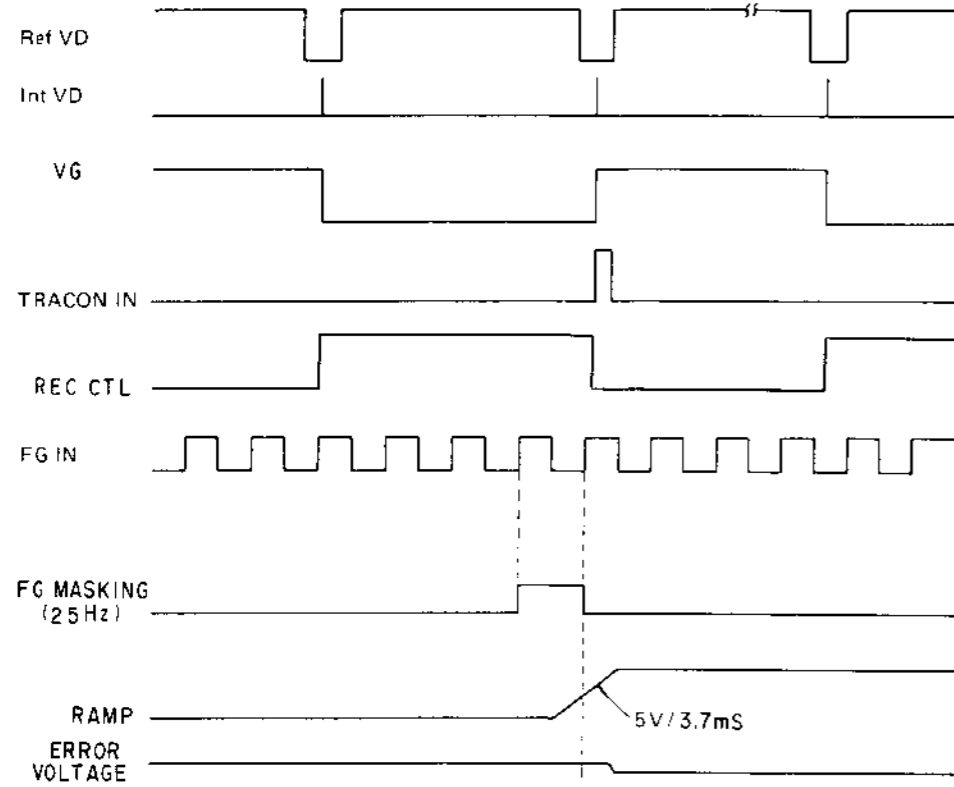 Ref VD
Int VD
VG
TRACON IN
REC CTL
FG IN
FG MASKING
(25Hz)
RAMP
5V/3.7mS
ERROR
VOLTAGE